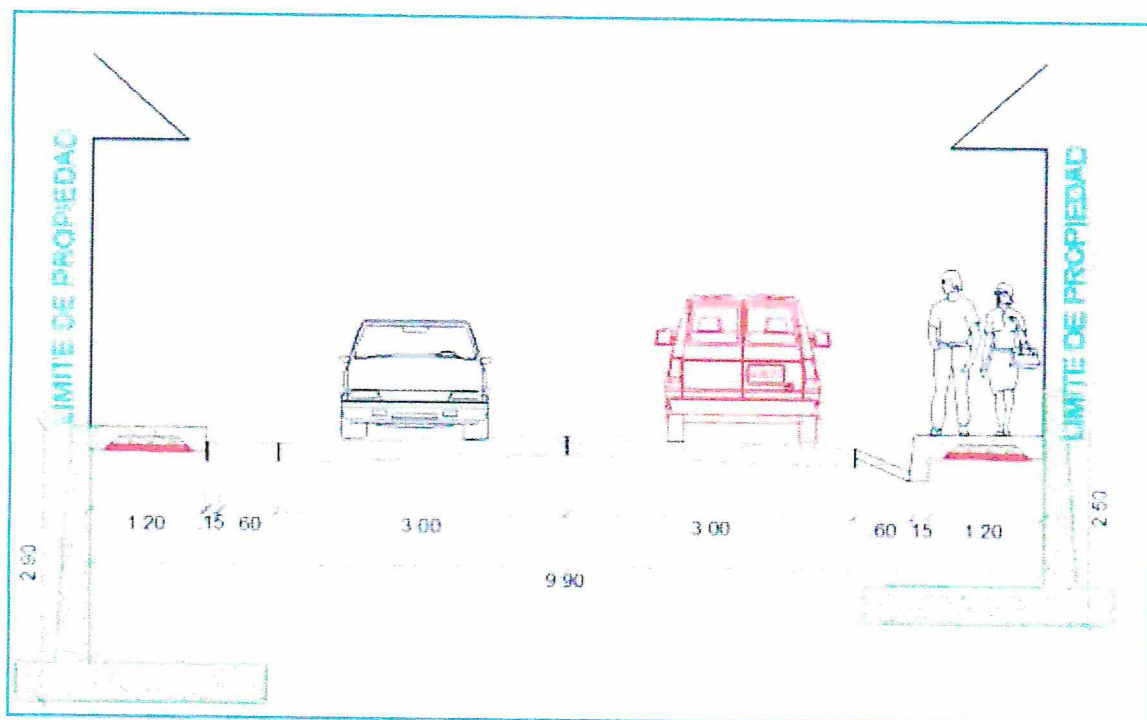 LIMITE DE PROPIEDAD
LIMITE DE PROPIEDAD
1.20 .15 .60 3.00 3.00 .60 .15 1.20
9.90
2.90
2.50